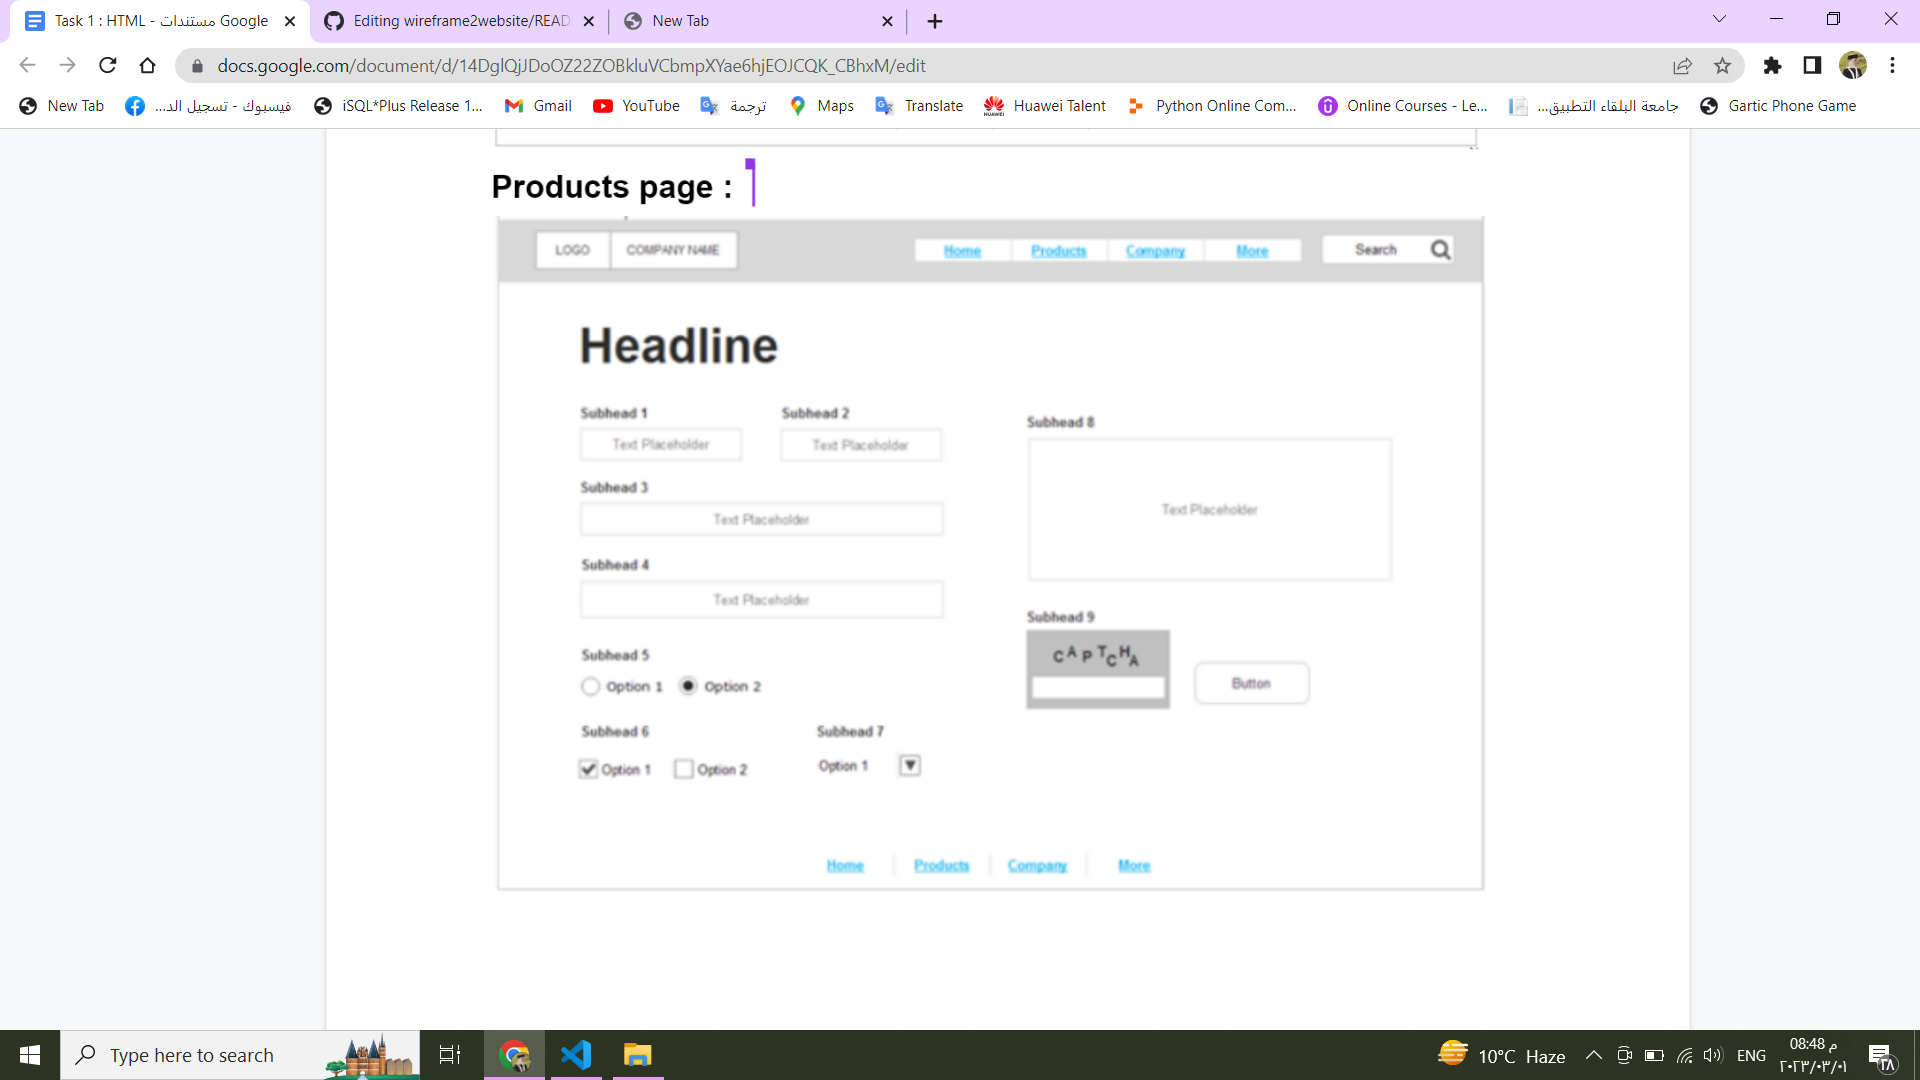 Task 1 : HTML - مستندات Google
Editing wireframe2website/READ
New Tab
docs.google.com/document/d/14DglQjJDoOZ22ZOBkluVCbmpXYae6hjEOJCQK_CBhxM/edit
New Tab
فيسبوك - تسجيل الد...
iSQL*Plus Release 1...
Gmail
YouTube
ترجمة
Maps
Translate
HUAWEI
Huawei Talent
Python Online Com...
Online Courses - Le...
جامعة البلقاء التطبيق...
Gartic Phone Game
Products page :
LOGO
COMPANY NAME
Home
Products
Company
More
Search
Headline
Subhead 1
Subhead 2
Text Placeholder
Text Placeholder
Subhead 3
Text Placeholder
Subhead 4
Text Placeholder
Subhead 5
Option 1
Option 2
Subhead 6
Option 1
Option 2
Subhead 7
Option 1
Subhead 8
Text Placeholder
Subhead 9
CAPTCHA
Button
Home
Products
Company
More
Type here to search
10°C Haze
ENG
08:48 م
٢٠٢٣/٠٣/٠١
٢٨